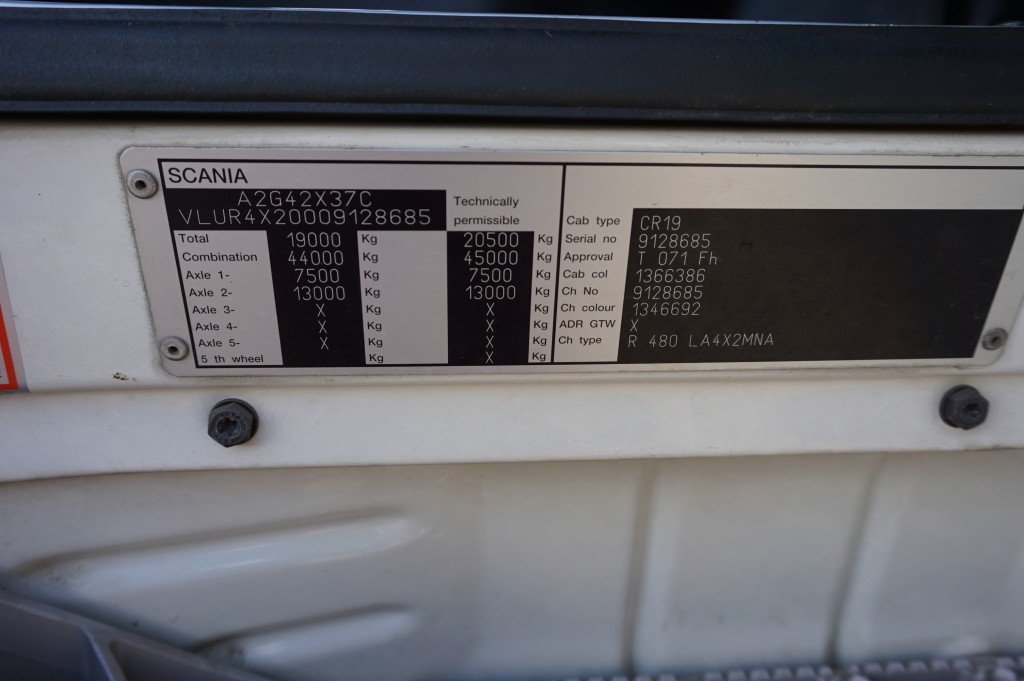 SCANIA
A2G42X37C
VLUR4X20009128685
Technically
permissible
Total 19000 Kg 20500 Kg
Combination 44000 Kg 45000 Kg
Axle 1- 7500 Kg 7500 Kg
Axle 2- 13000 Kg 13000 Kg
Axle 3- X Kg X Kg
Axle 4- X Kg X Kg
Axle 5- X Kg X Kg
5 th wheel Kg X Kg
Cab type CR19
Serial no 9128685
Approval T 071 Fh
Cab col 1366386
Ch No 9128685
Ch colour 1346692
ADR GTW X
Ch type R 480 LA4X2MNA